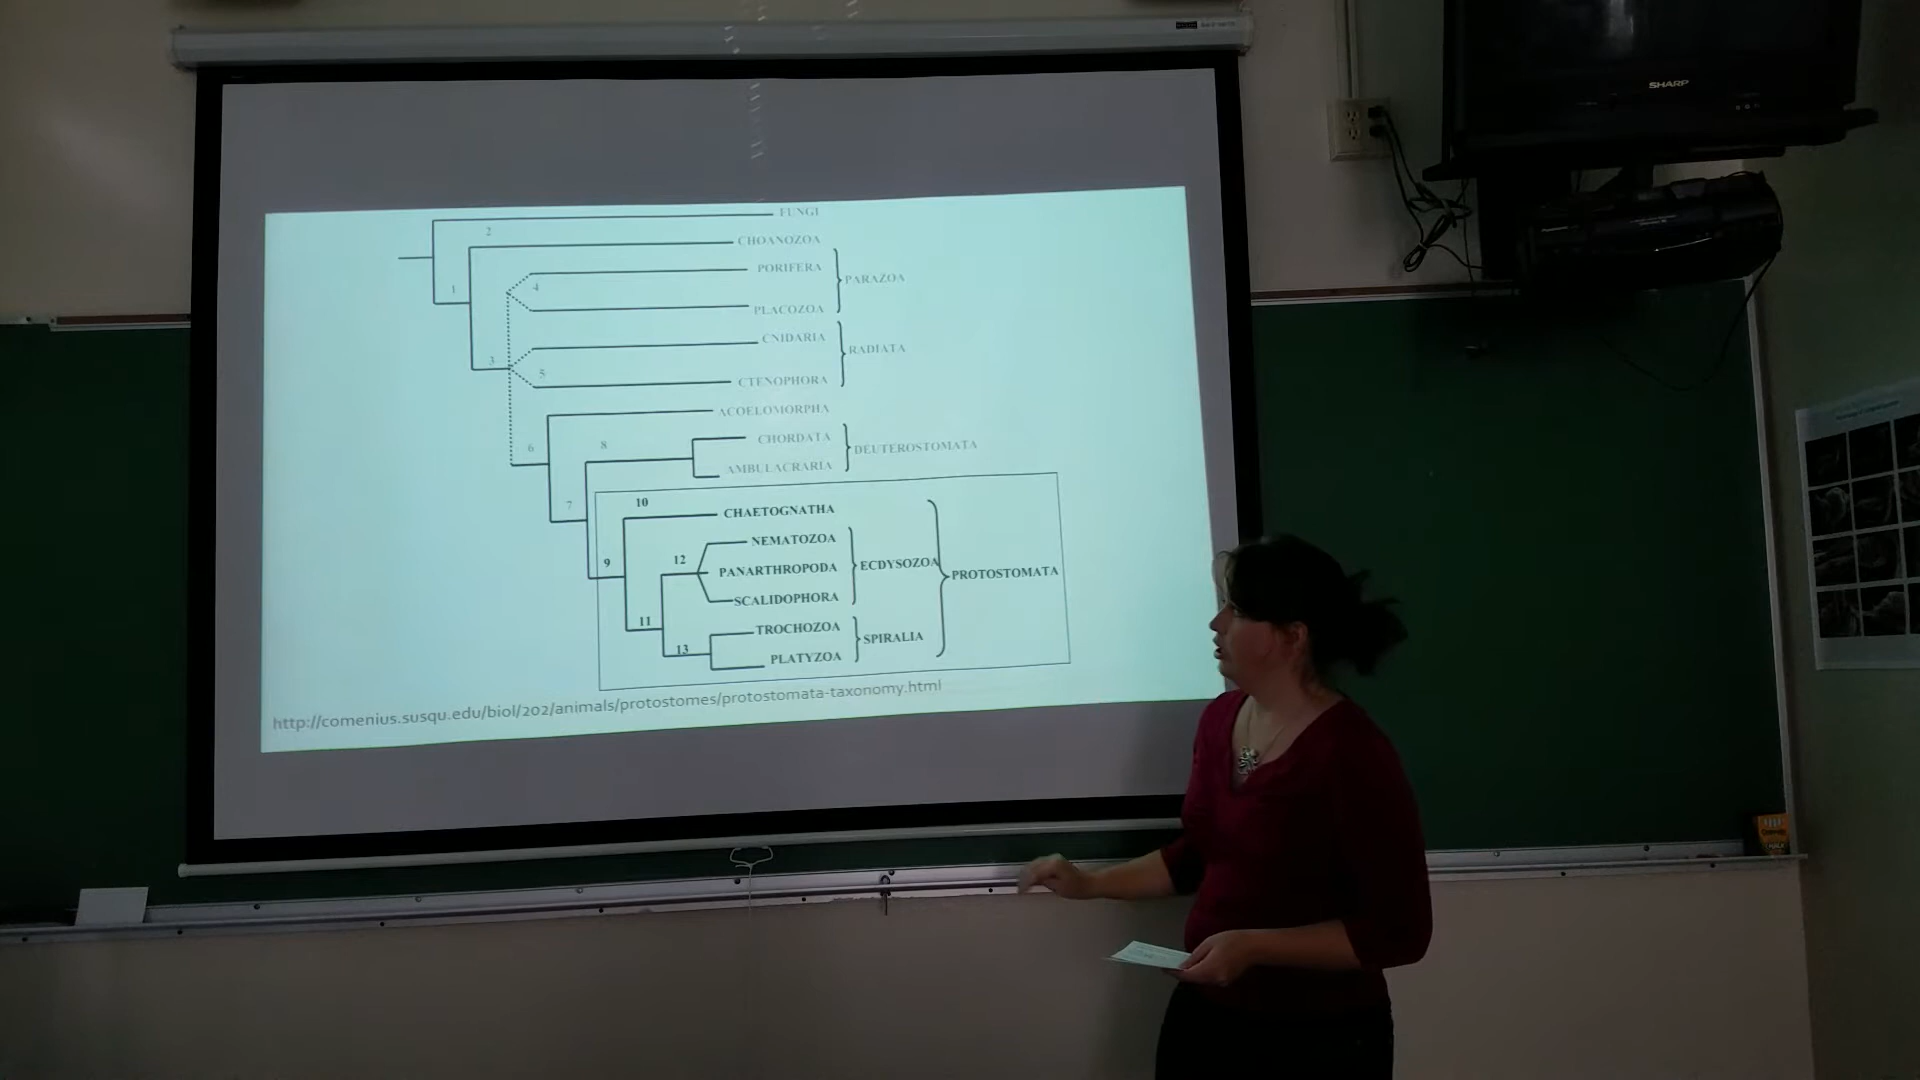 SHARP
FUNGI
2
CHOANOZOA
PORIFERA
1
4
PARAZOA
PLACOZOA
CNIDARIA
RADIATA
3
5
CTENOPHORA
ACOELOMORPHA
CHORDATA
6
8
DEUTEROSTOMATA
AMBULACRARIA
10
7
CHAETOGNATHA
NEMATOZOA
9
12
PANARTHROPODA
ECDYSOZOA
PROTOSTOMATA
SCALIDOPHORA
11
TROCHOZOA
SPIRALIA
13
PLATYZOA
http://comenius.susqu.edu/biol/202/animals/protostomes/protostomata-taxonomy.html